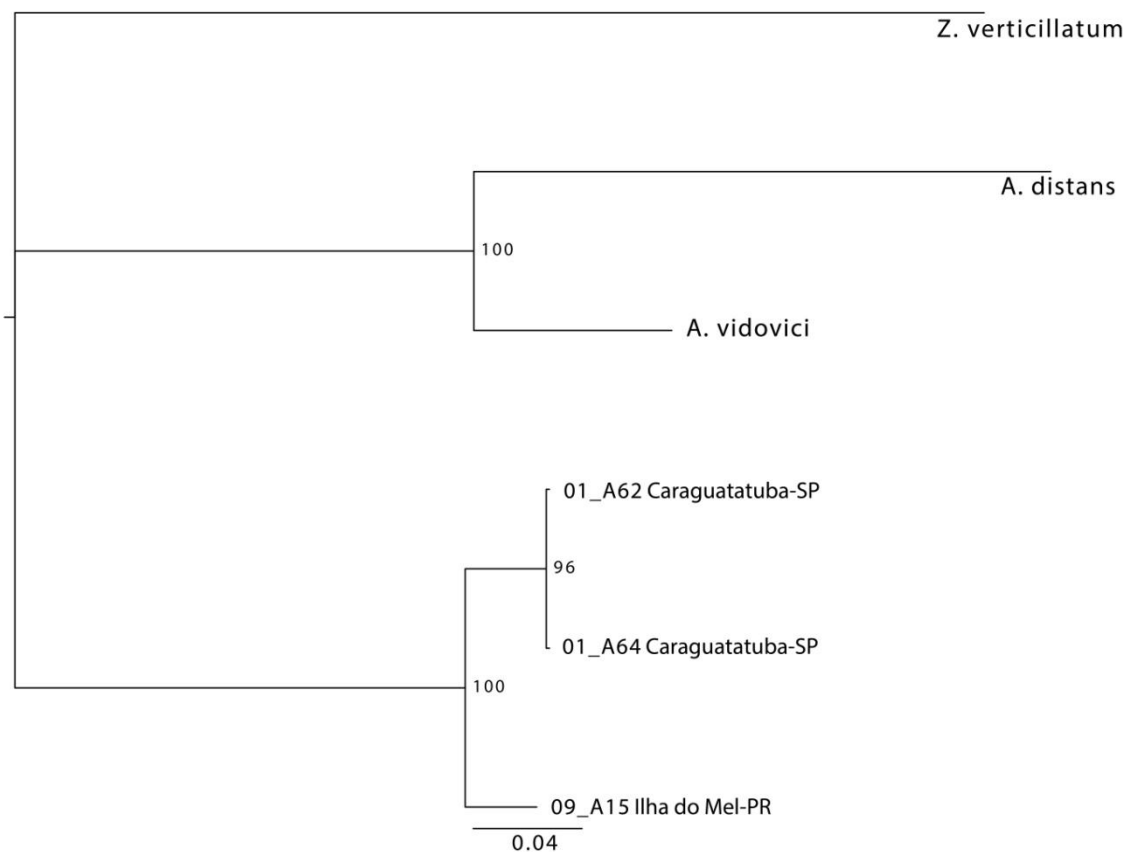 Z. verticillatum
A. distans
100
A. vidovici
01_A62 Caraguatatuba-SP
96
01_A64 Caraguatatuba-SP
100
09_A15 Ilha do Mel-PR
0.04